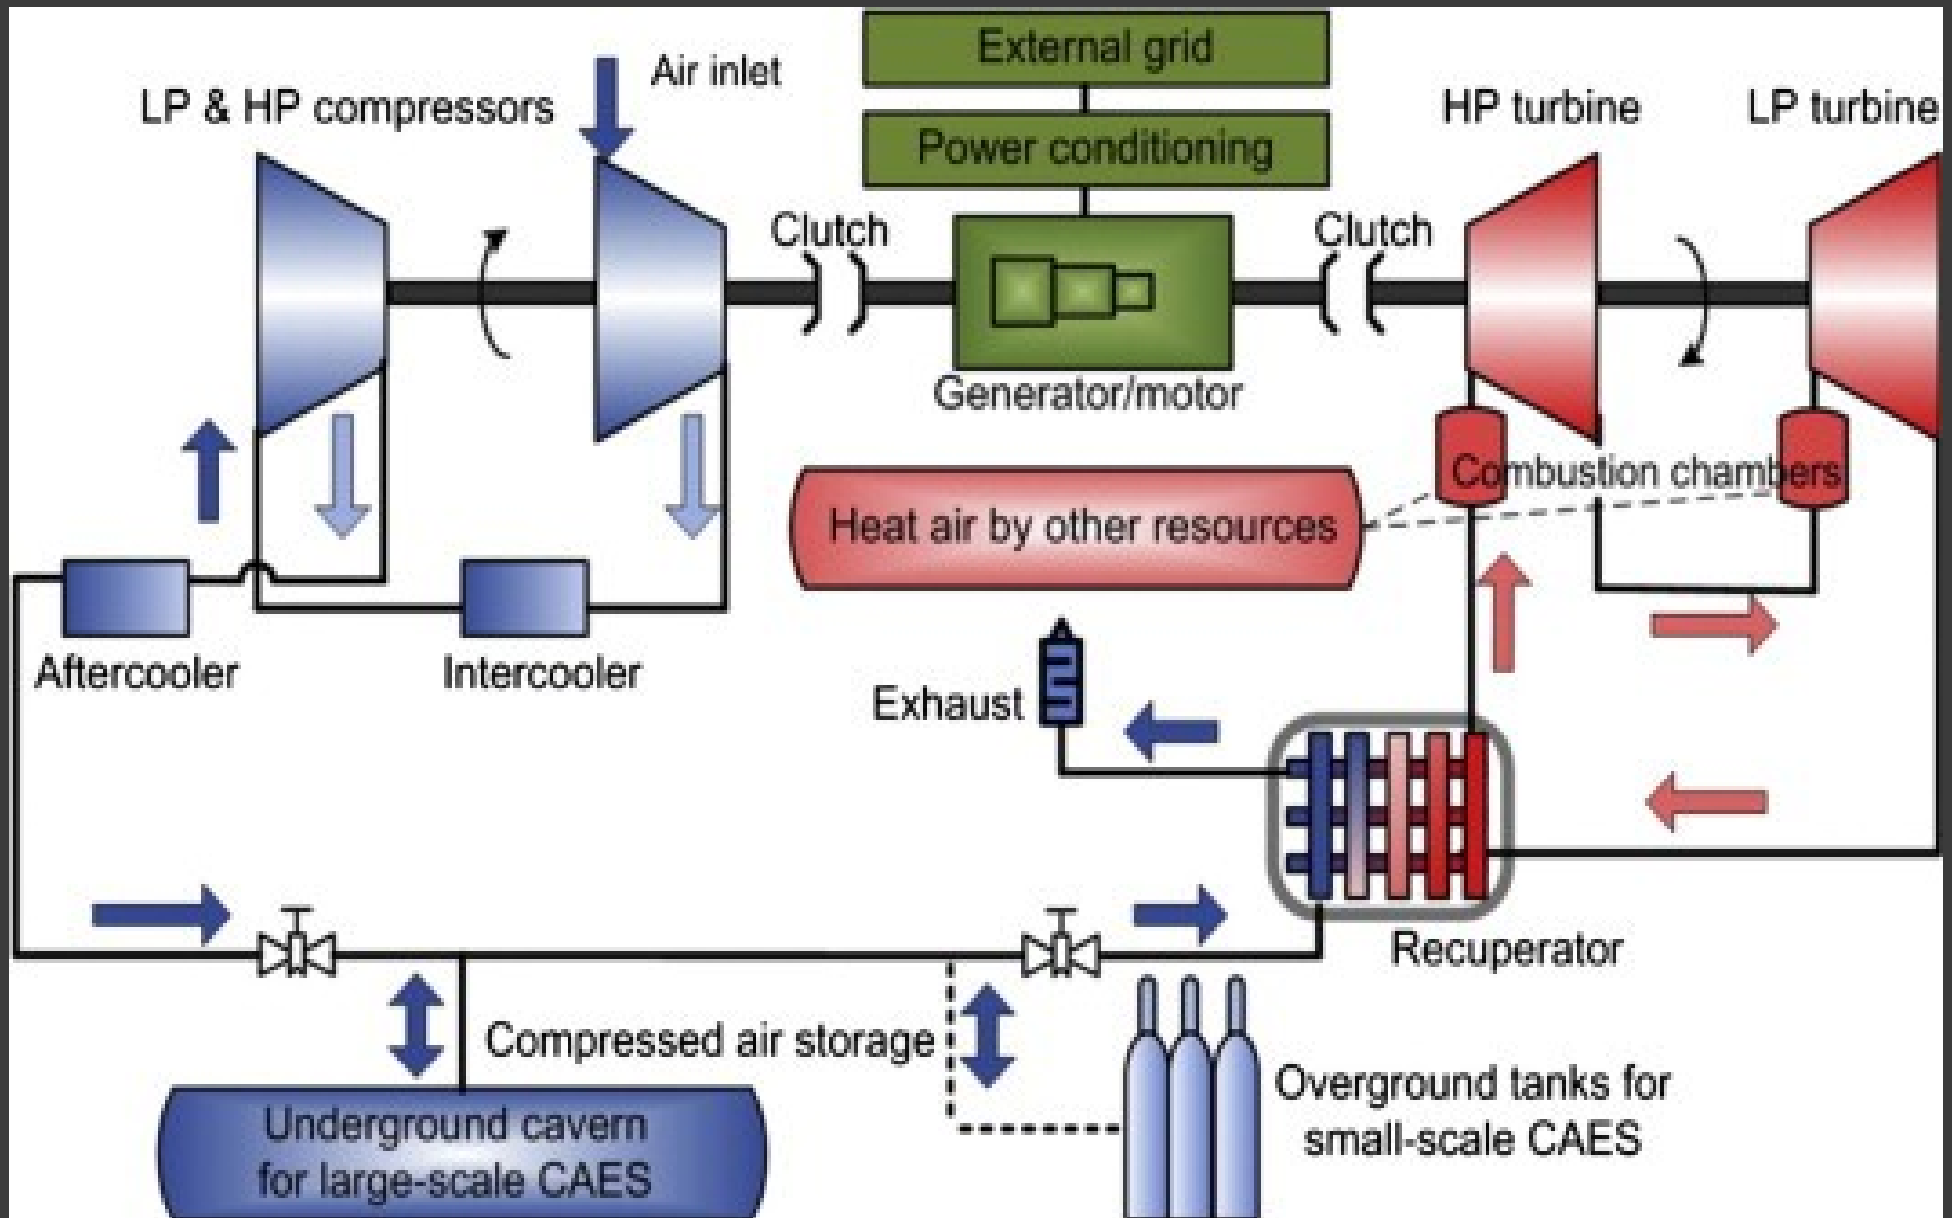 External grid
Air inlet
LP & HP compressors
HP turbine
LP turbine
Power conditioning
Clutch
Clutch
Generator/motor
Combustion chambers
Heat air by other resources
Aftercooler
Intercooler
Exhaust
Recuperator
Compressed air storage
Overground tanks for
small-scale CAES
Underground cavern
for large-scale CAES